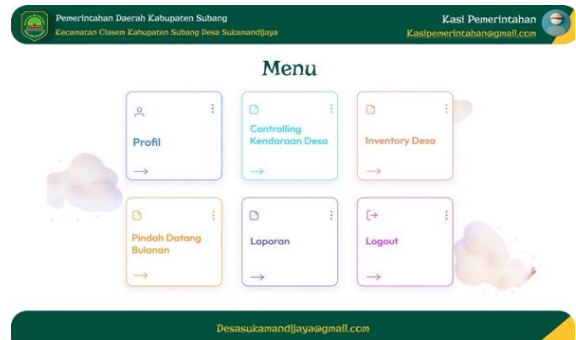 Pemerintahan Daerah Kabupaten Subang
Kecamatan Ciasem Kabupaten Subang Desa Sukamandijaya
Kasi Pemerintahan
Kasipemerintahan@gmail.com
Menu
Profil
Controlling
Kendaraan Desa
Inventory Desa
Pindah Datang
Bulanan
Laporan
Logout
Desasukamandijaya@gmail.com